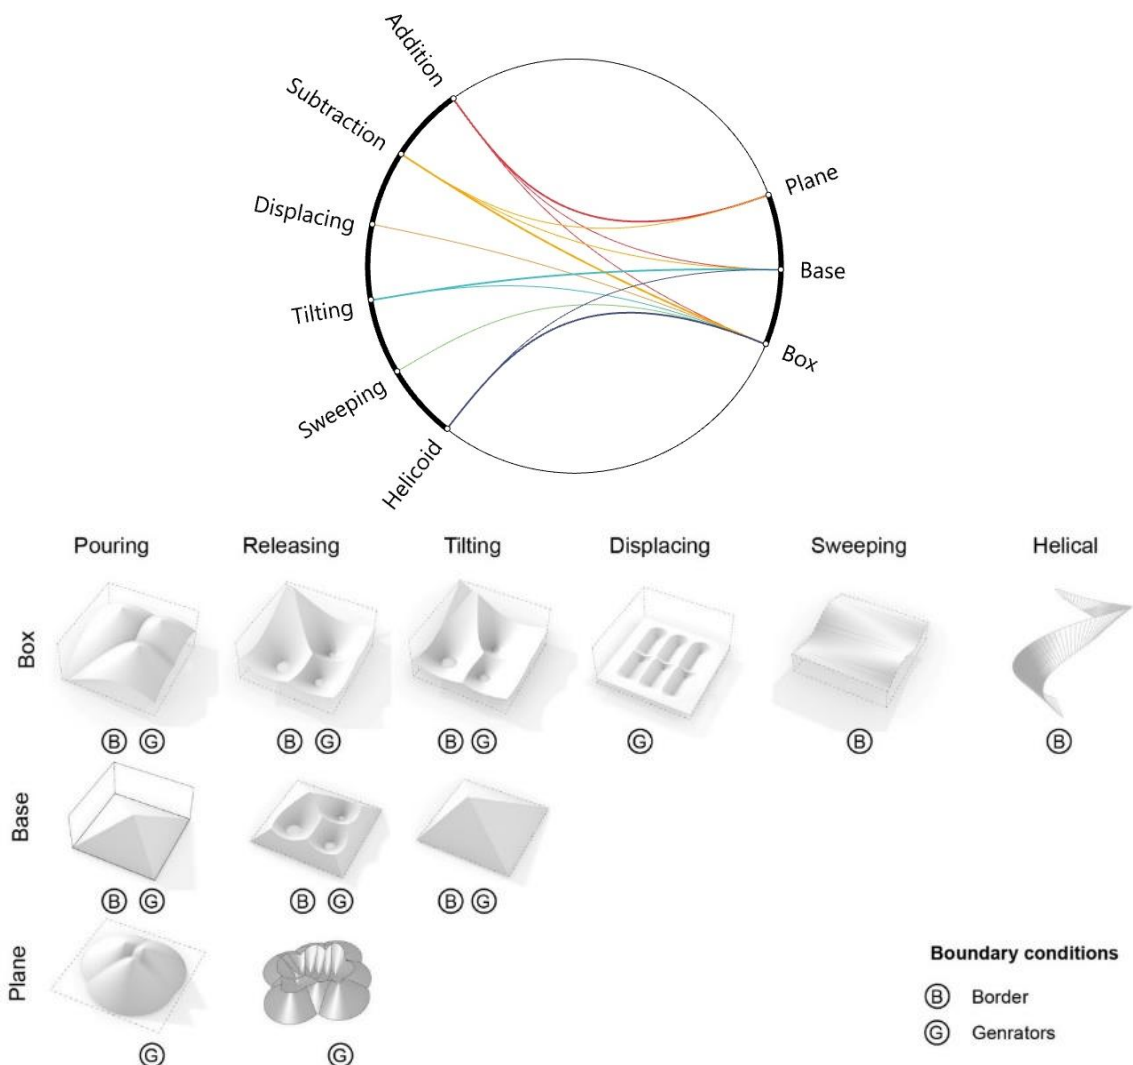 Addition
Subtraction
Displacing
Tilting
Sweeping
Helicoid
Plane
Base
Box
Pouring Releasing Tilting Displacing Sweeping Helical
Box
B G B G B G G B B
Base
B G B G B G
Plane
G G
Boundary conditions
B Border
G Genrators